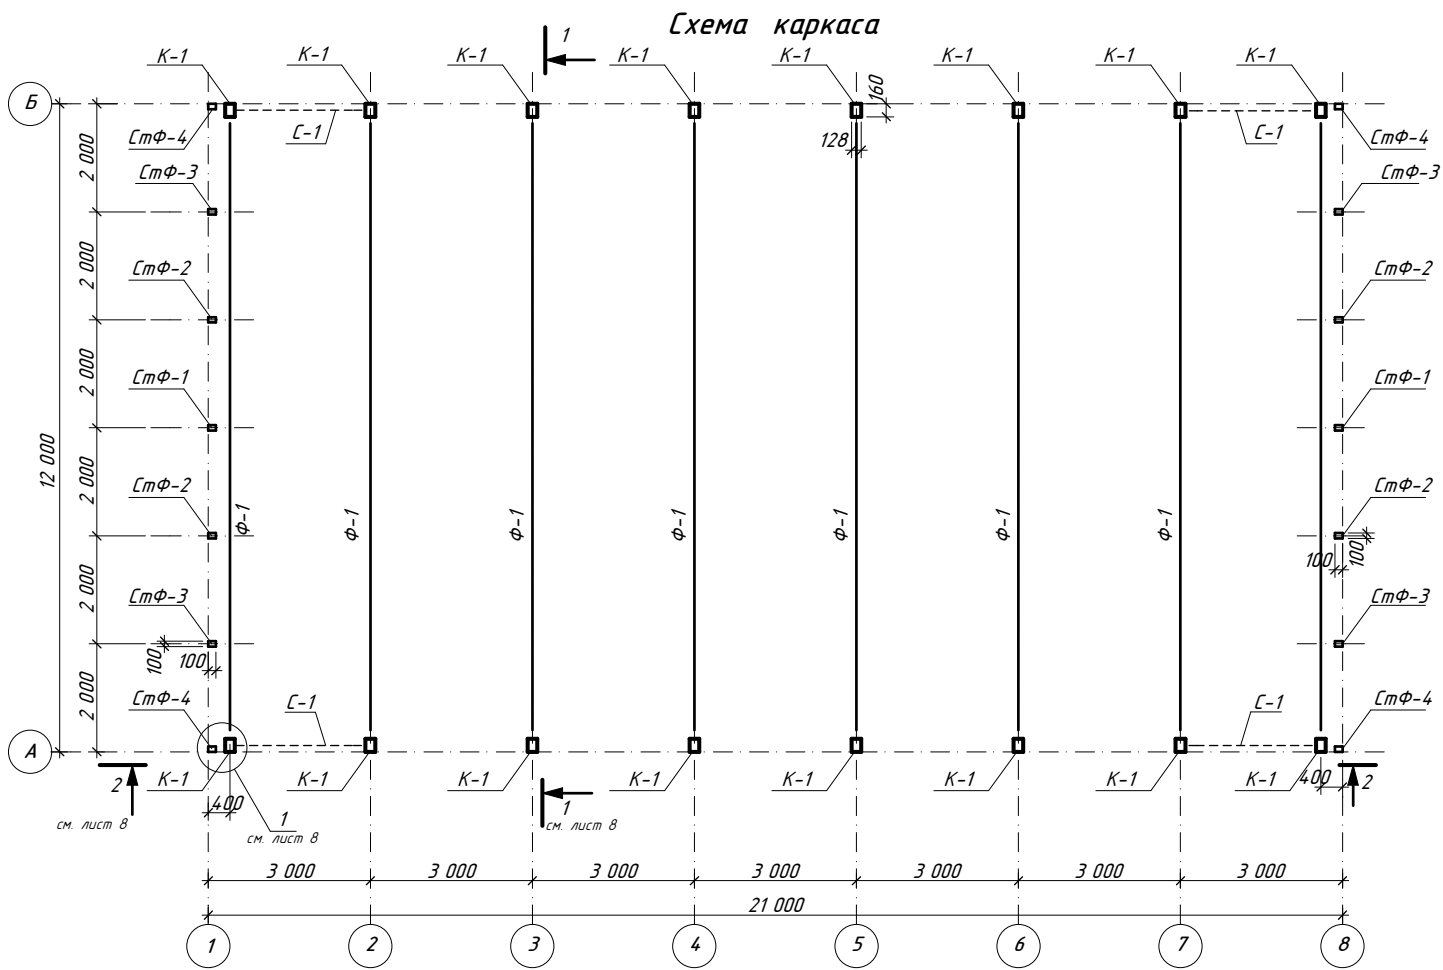 Схема каркаса
1
К-1 К-1 К-1 К-1 К-1 К-1 К-1 К-1
Б
160
СтФ-4 С-1 128 С-1 СтФ-4
2 000
СтФ-3 СтФ-3
2 000
СтФ-2 СтФ-2
2 000
СтФ-1 СтФ-1
12 000
2 000
СтФ-2 СтФ-2
Ф-1 Ф-1 Ф-1 Ф-1 Ф-1 Ф-1 Ф-1
100 100
2 000
СтФ-3 СтФ-3
100 100
2 000
СтФ-4 С-1 С-1 СтФ-4
А
К-1 К-1 К-1 К-1 К-1 К-1 К-1 К-1
2 400 1 400 2
см. лист 8 1 см. лист 8
см. лист 8
3 000 3 000 3 000 3 000 3 000 3 000 3 000
21 000
1 2 3 4 5 6 7 8